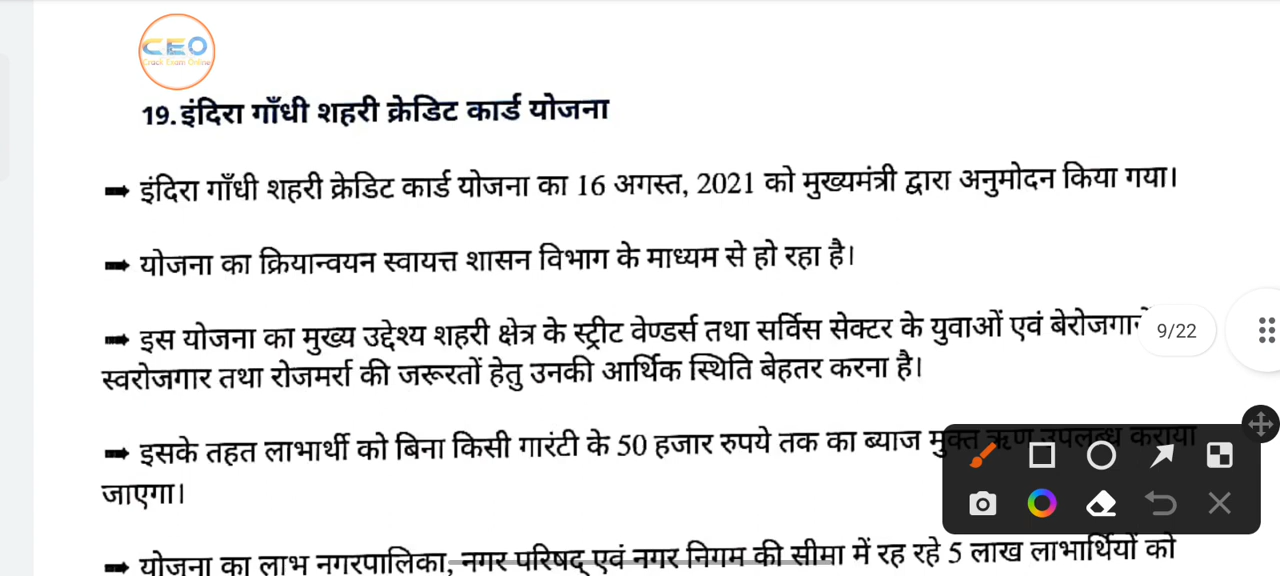 CEO
Crack Exam Online
19. इंदिरा गाँधी शहरी क्रेडिट कार्ड योजना
➡ इंदिरा गाँधी शहरी क्रेडिट कार्ड योजना का 16 अगस्त, 2021 को मुख्यमंत्री द्वारा अनुमोदन किया गया।
➡ योजना का क्रियान्वयन स्वायत्त शासन विभाग के माध्यम से हो रहा है।
➡ इस योजना का मुख्य उद्देश्य शहरी क्षेत्र के स्ट्रीट वेण्डर्स तथा सर्विस सेक्टर के युवाओं एवं
9/22
स्वरोजगार तथा रोजमर्रा की जरूरतों हेतु उनकी आर्थिक स्थिति बेहतर करना है।
➡ इसके तहत लाभार्थी को बिना किसी गारंटी के 50 हजार रुपये तक का ब्याज मुक्त ऋण उपलब्ध कराया
जाएगा।
➡ योजना का लाभ नगरपालिका, नगर परिषद् एवं नगर निगम की सीमा में रह रहे 5 लाख लाभार्थियों को